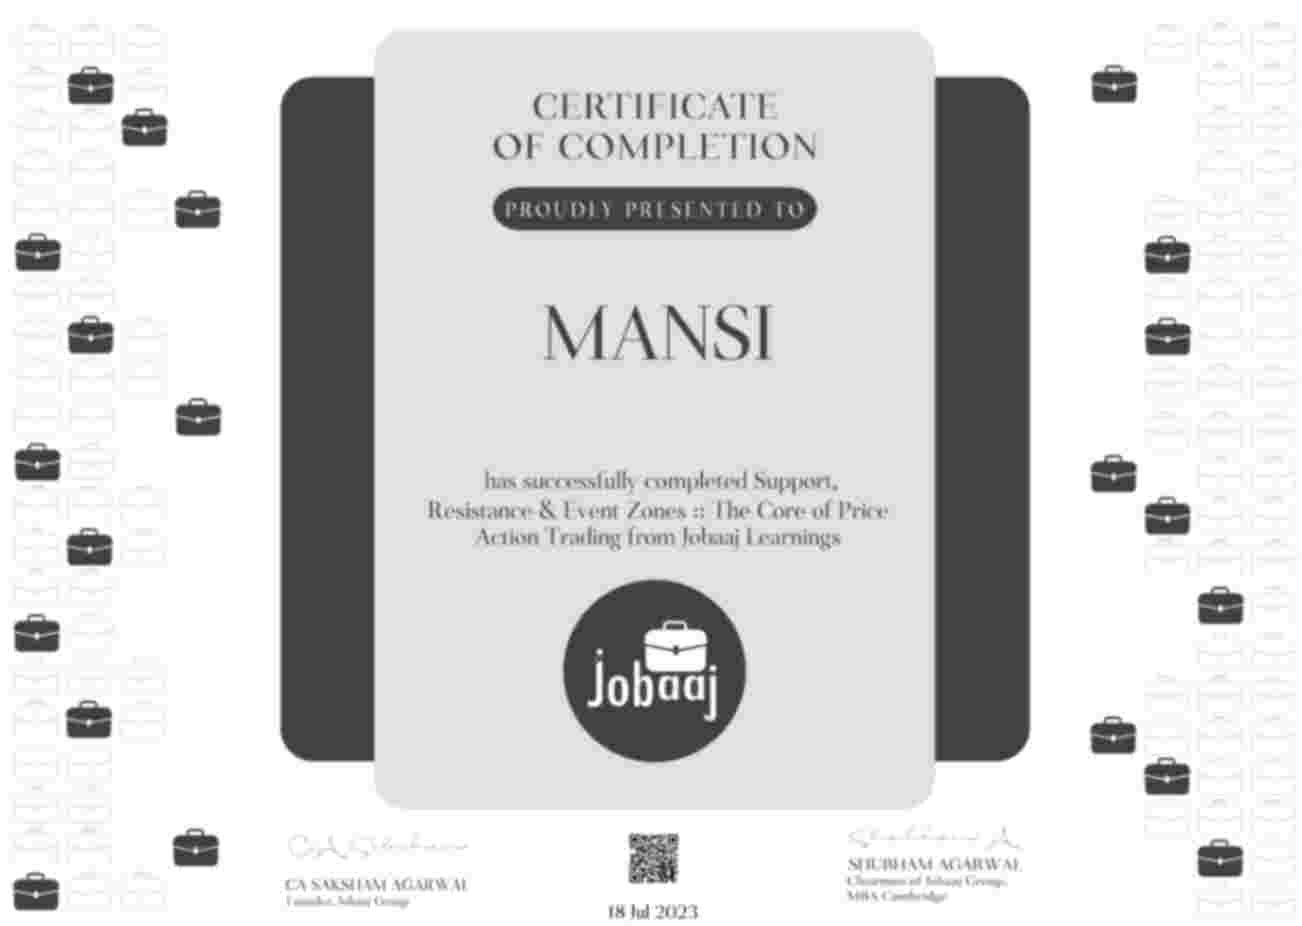 CERTIFICATE
OF COMPLETION
PROUDLY PRESENTED TO
MANSI
has successfully completed Support,
Resistance & Event Zones :: The Core of Price
Action Trading from Jobaaj Learnings
jobaaj
CA SAKSHAM AGARWAL
Founder, Jobaaj Group
SHUBHAM AGARWAL
Chairman of Jobaaj Group,
MBA Cambridge
18 Jul 2023